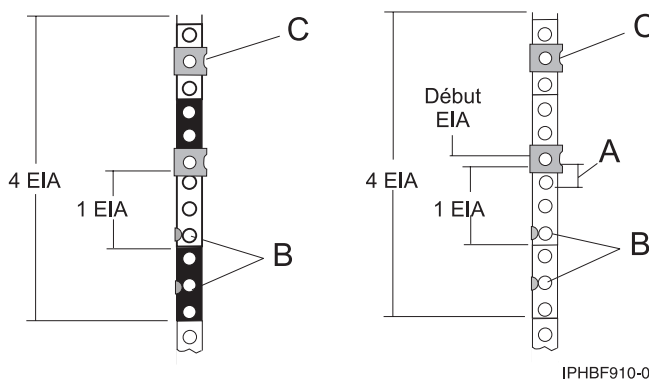 C
4 EIA
1 EIA
B
C
Début
EIA
A
4 EIA
1 EIA
B
IPHBF910-0